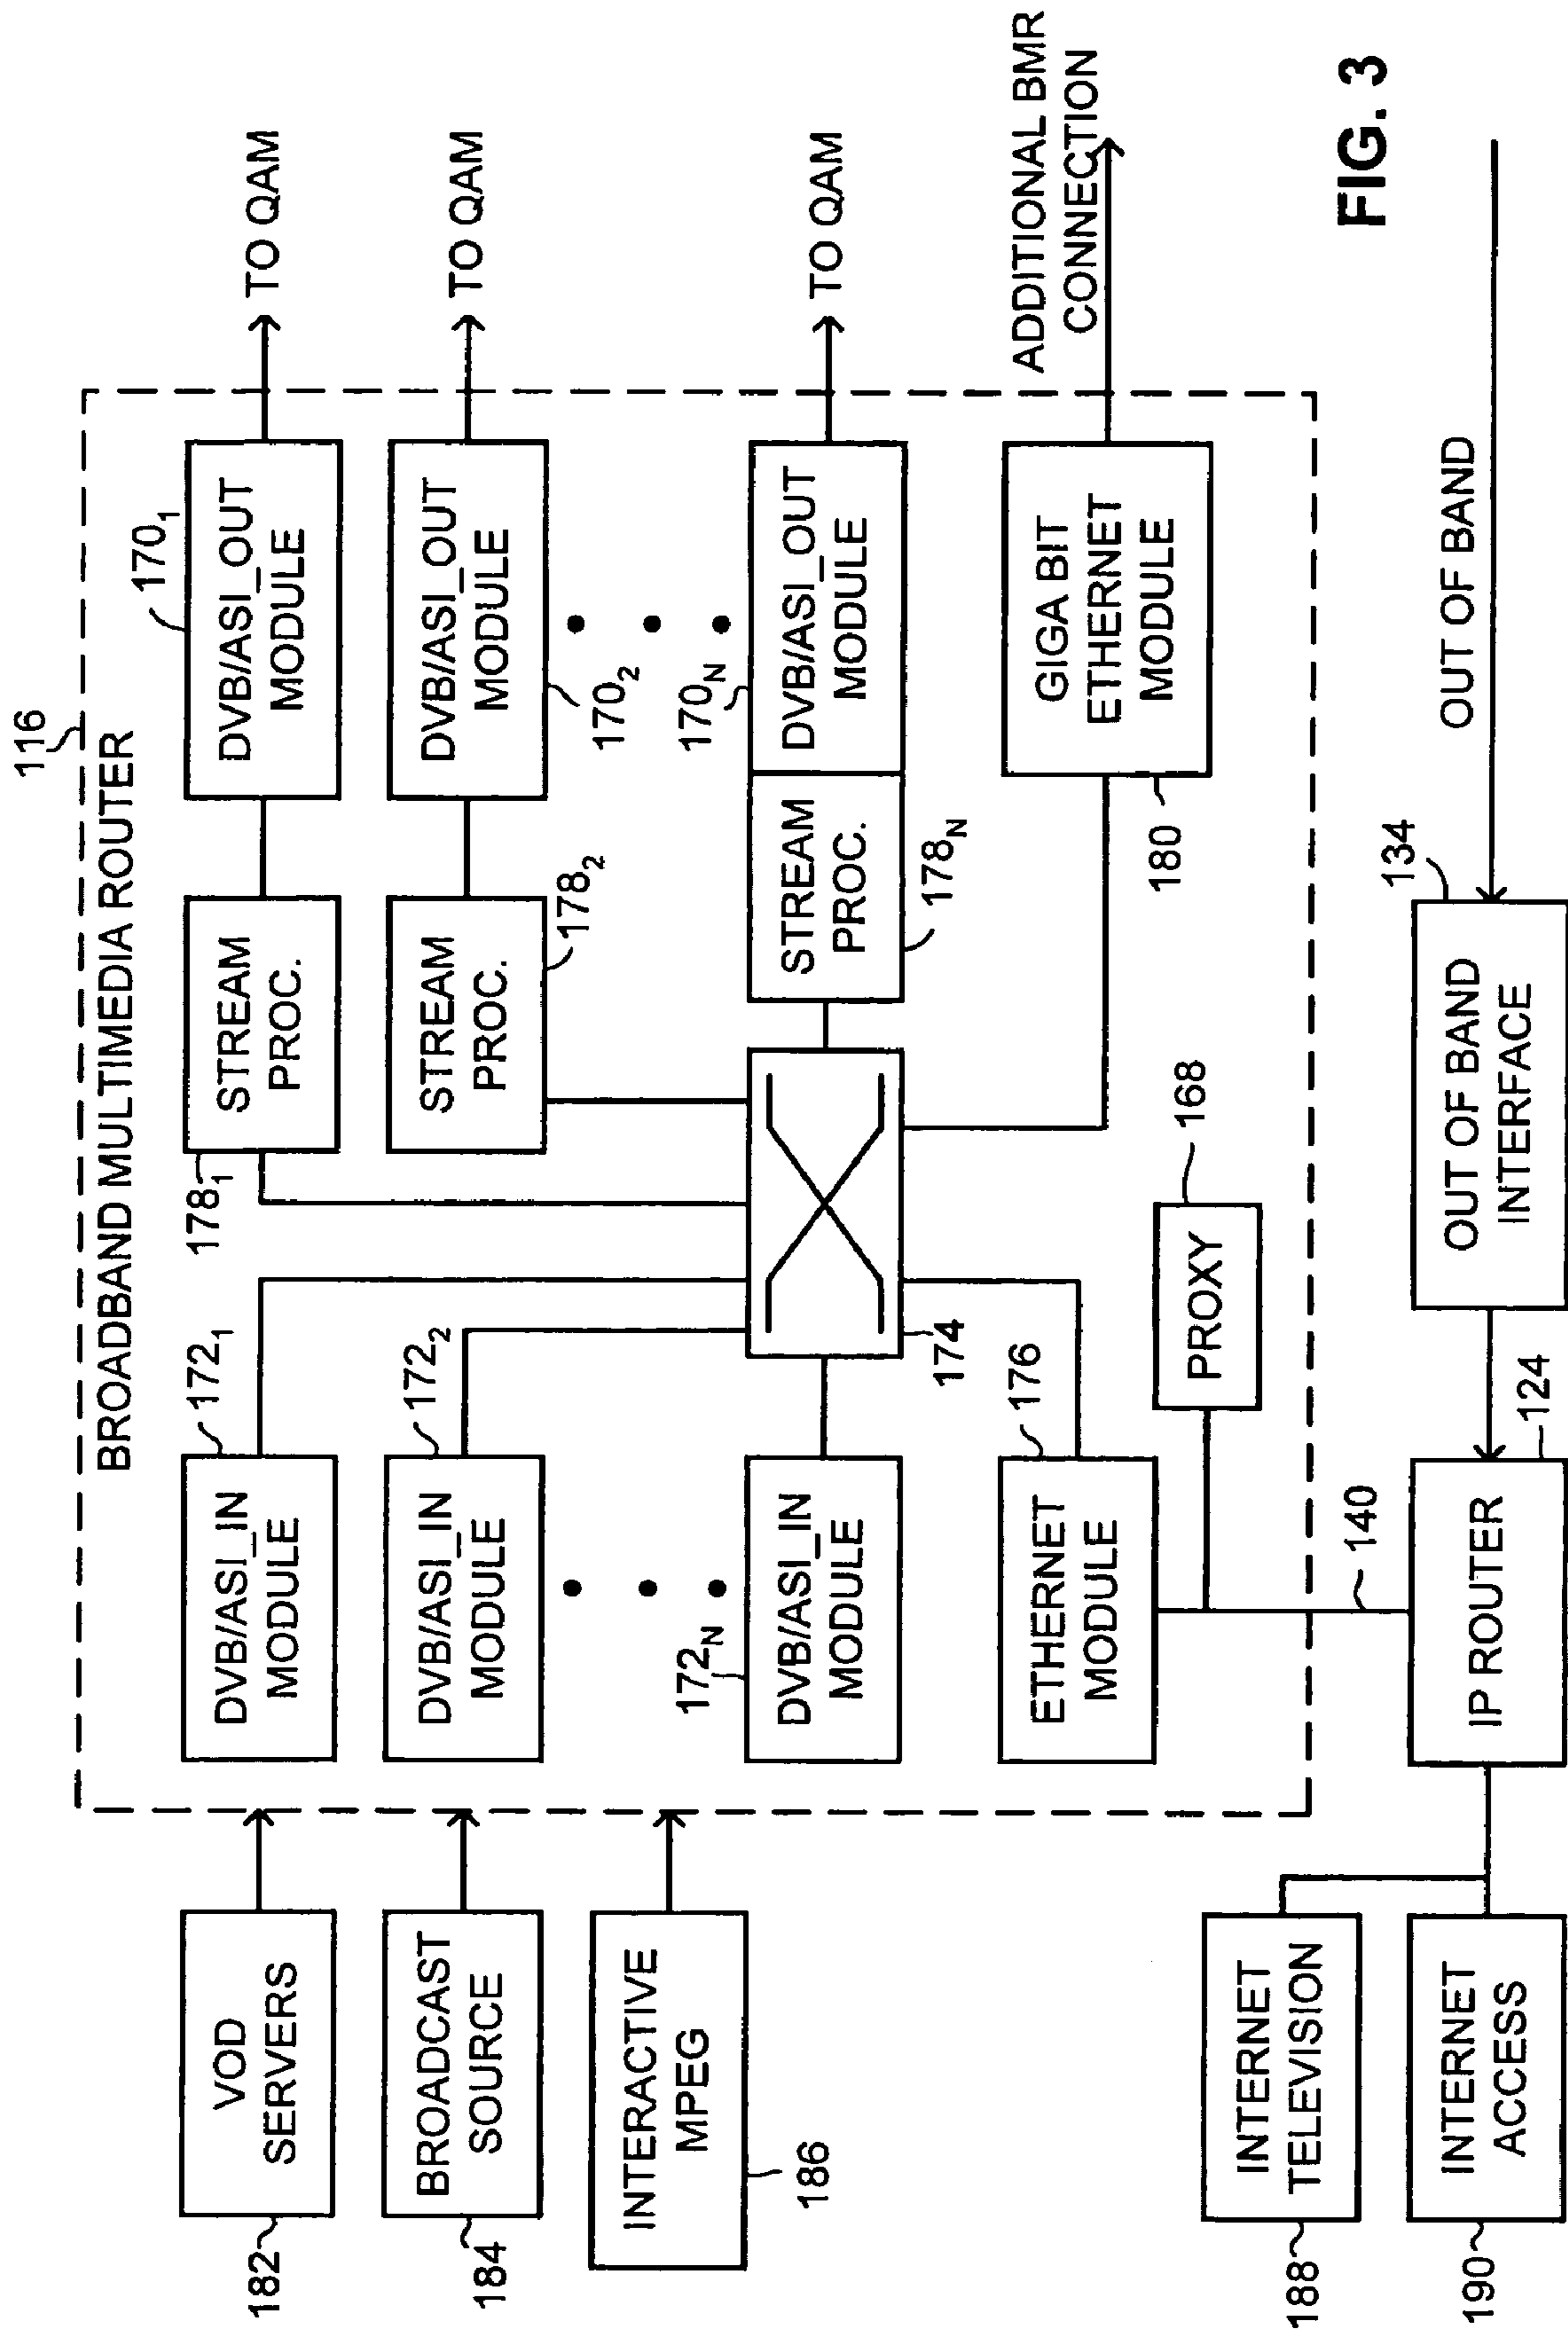 116
BROADBAND MULTIMEDIA ROUTER
182
VOD
SERVERS
172₁
DVB/ASI_IN
MODULE
178₁
STREAM
PROC.
170₁
DVB/ASI_OUT
MODULE
TO QAM
184
BROADCAST
SOURCE
172₂
DVB/ASI_IN
MODULE
178₂
STREAM
PROC.
170₂
DVB/ASI_OUT
MODULE
TO QAM
186
INTERACTIVE
MPEG
172N
DVB/ASI_IN
MODULE
174
178N
STREAM
PROC.
170N
DVB/ASI_OUT
MODULE
TO QAM
176
ETHERNET
MODULE
168
PROXY
180
GIGA BIT
ETHERNET
MODULE
ADDITIONAL BMR
CONNECTION
188
INTERNET
TELEVISION
140
190
INTERNET
ACCESS
124
IP ROUTER
134
OUT OF BAND
INTERFACE
OUT OF BAND
FIG. 3